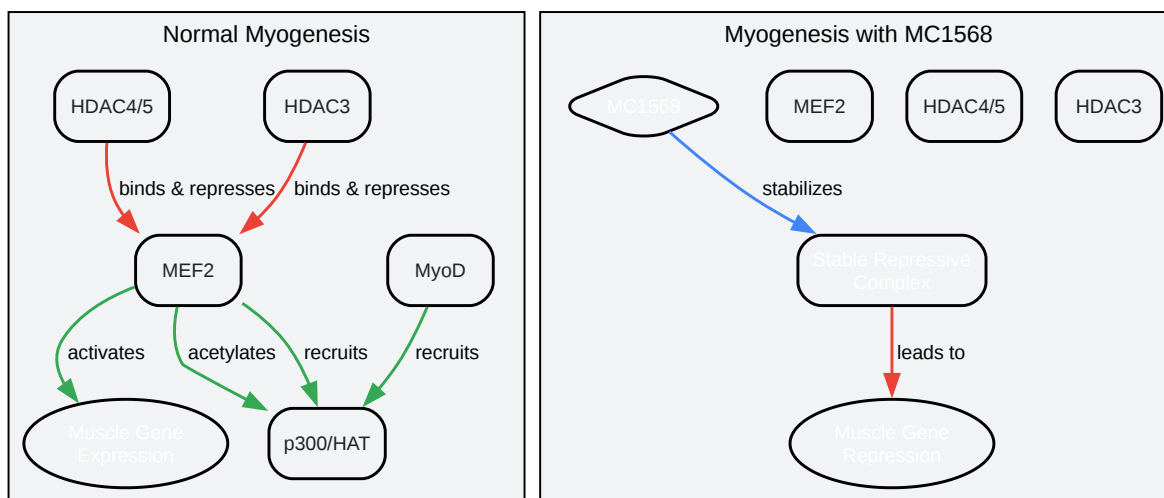 Normal Myogenesis
HDAC4/5
HDAC3
binds & represses
binds & represses
MEF2
MyoD
activates
acetylates
recruits
recruits
Muscle Gene
Expression
p300/HAT
Myogenesis with MC1568
MC1568
MEF2
HDAC4/5
HDAC3
stabilizes
Stable Repressive
Complex
leads to
Muscle Gene
Repression